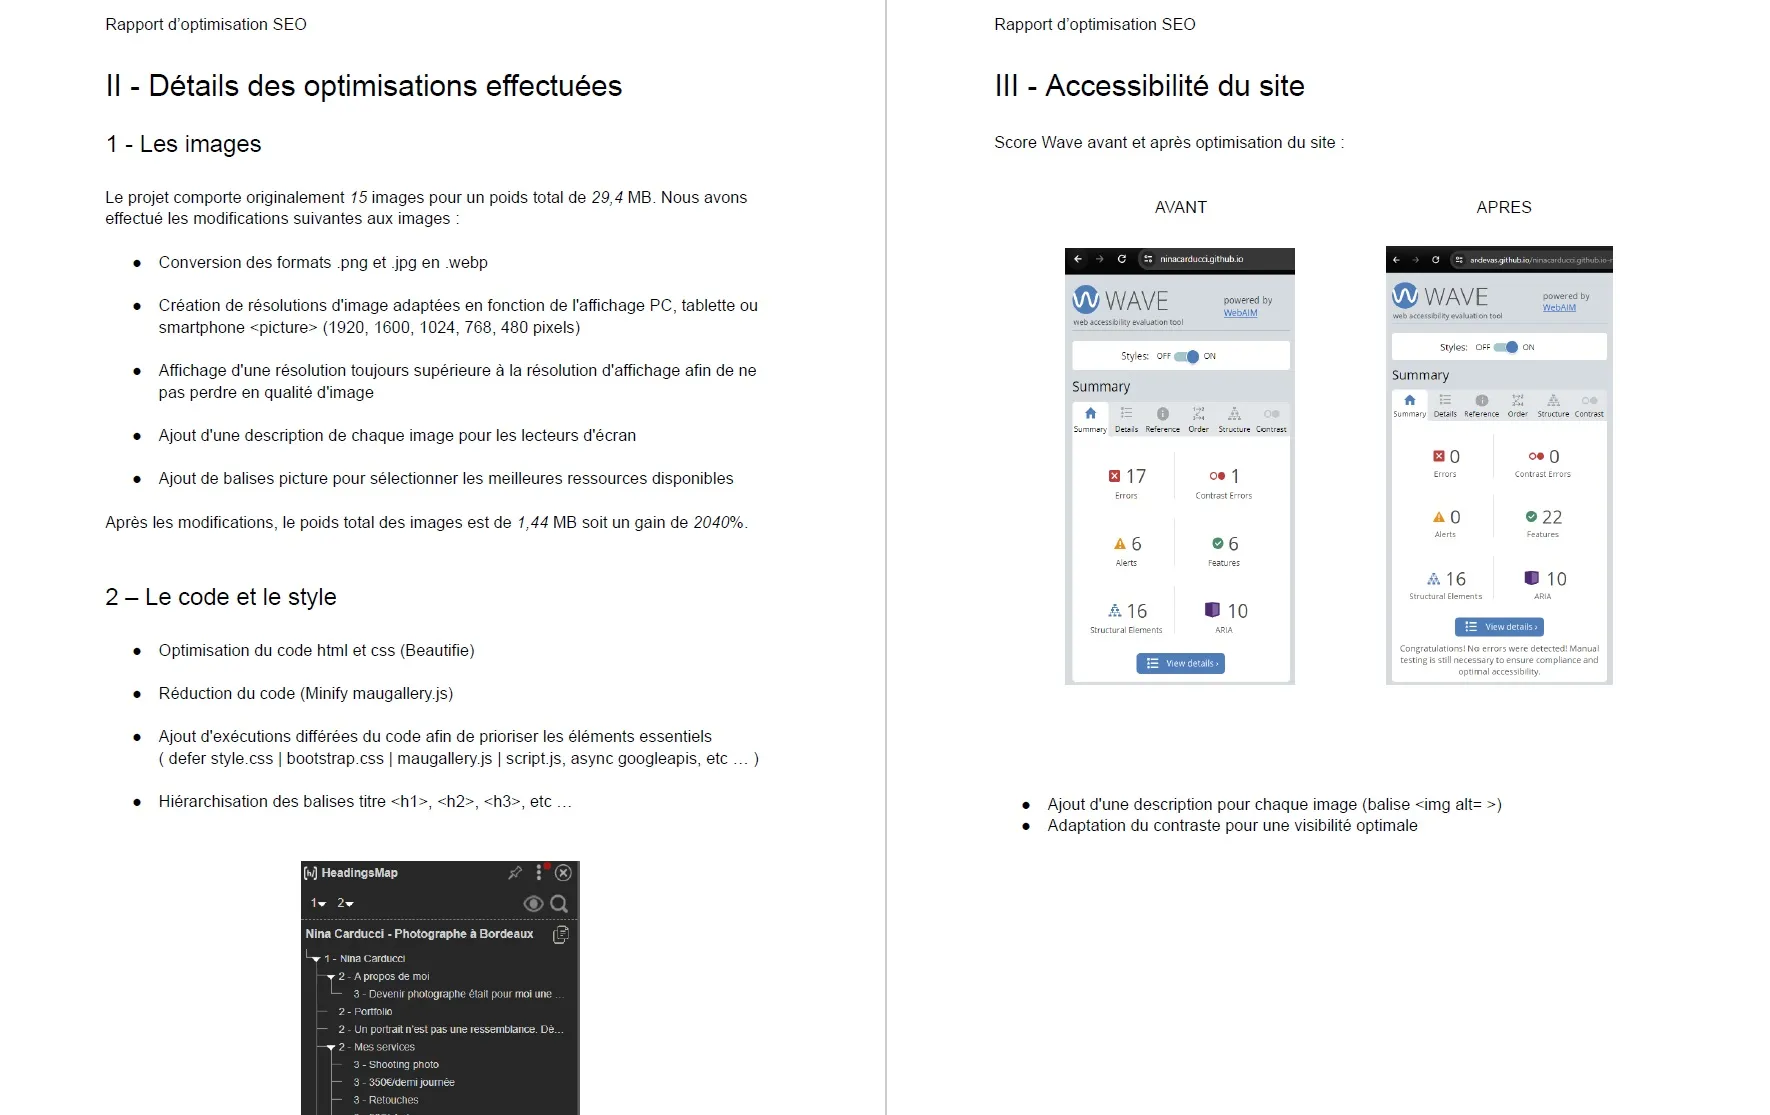 Rapport d’optimisation SEO
II - Détails des optimisations effectuées
1 - Les images
Le projet comporte originalement 15 images pour un poids total de 29,4 MB. Nous avons
effectué les modifications suivantes aux images :
● Conversion des formats .png et .jpg en .webp
● Création de résolutions d'image adaptées en fonction de l'affichage PC, tablette ou
smartphone <picture> (1920, 1600, 1024, 768, 480 pixels)
● Affichage d'une résolution toujours supérieure à la résolution d'affichage afin de ne
pas perdre en qualité d'image
● Ajout d'une description de chaque image pour les lecteurs d'écran
● Ajout de balises picture pour sélectionner les meilleures ressources disponibles
Après les modifications, le poids total des images est de 1,44 MB soit un gain de 2040%.
2 – Le code et le style
● Optimisation du code html et css (Beautifie)
● Réduction du code (Minify maugallery.js)
● Ajout d'exécutions différées du code afin de prioriser les éléments essentiels
( defer style.css | bootstrap.css | maugallery.js | script.js, async googleapis, etc … )
● Hiérarchisation des balises titre <h1>, <h2>, <h3>, etc …
[h/] HeadingsMap
1 2
Nina Carducci - Photographe à Bordeaux
1 - Nina Carducci
2 - A propos de moi
3 - Devenir photographe était pour moi une ...
2 - Portfolio
2 - Un portrait n'est pas une ressemblance. Dè...
2 - Mes services
3 - Shooting photo
3 - 350€/demi journée
3 - Retouches
Rapport d’optimisation SEO
III - Accessibilité du site
Score Wave avant et après optimisation du site :
AVANT
ninacarducci.github.io
WAVE
web accessibility evaluation tool
powered by
WebAIM
Styles: OFF ON
Summary
Summary Details Reference Order Structure Contrast
17 1
Errors Contrast Errors
6 6
Alerts Features
16 10
Structural Elements ARIA
View details ›
APRES
andevas.github.io/ninacarducci.github.io-
WAVE
web accessibility evaluation tool
powered by
WebAIM
Styles: OFF ON
Summary
Summary Details Reference Order Structure Contrast
0 0
Errors Contrast Errors
0 22
Alerts Features
16 10
Structural Elements ARIA
View details ›
Congratulations! No errors were detected! Manual
testing is still necessary to ensure compliance and
optimal accessibility.
● Ajout d'une description pour chaque image (balise <img alt= >)
● Adaptation du contraste pour une visibilité optimale